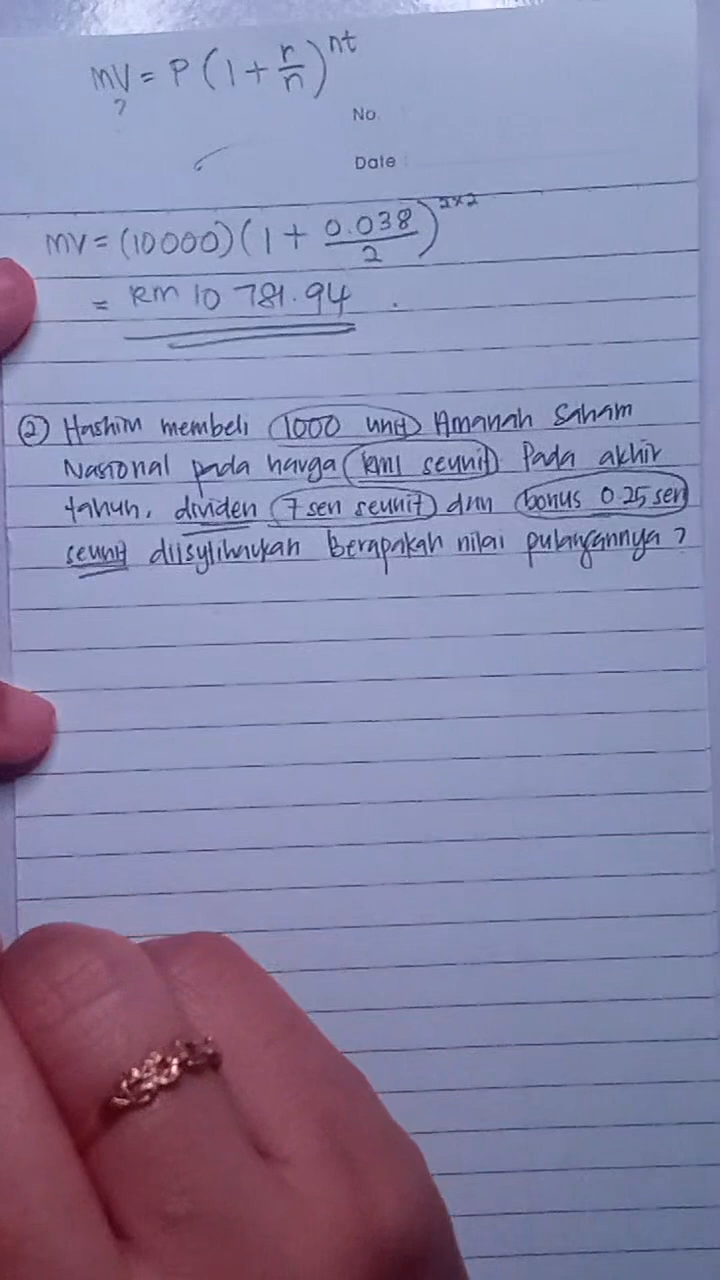 MV = P (1 + r/n)^nt
?
No.
Date :
MV = (10000)(1 + 0.038/2)^2×2
= RM 10 781.94 .
② Hashim membeli 1000 unit Amanah Saham
Nasional pada harga RM1 seunit Pada akhir
tahun, dividen 7 sen seunit dan bonus 0.25 sen
seunit diisytiharkan Berapakah nilai pulangannya ?